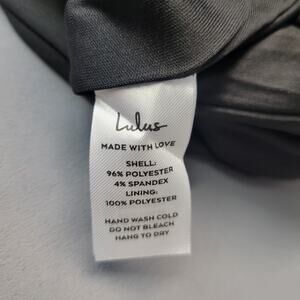 Lulus
MADE WITH LOVE
SHELL:
96% POLYESTER
4% SPANDEX
LINING:
100% POLYESTER
HAND WASH COLD
DO NOT BLEACH
HANG TO DRY